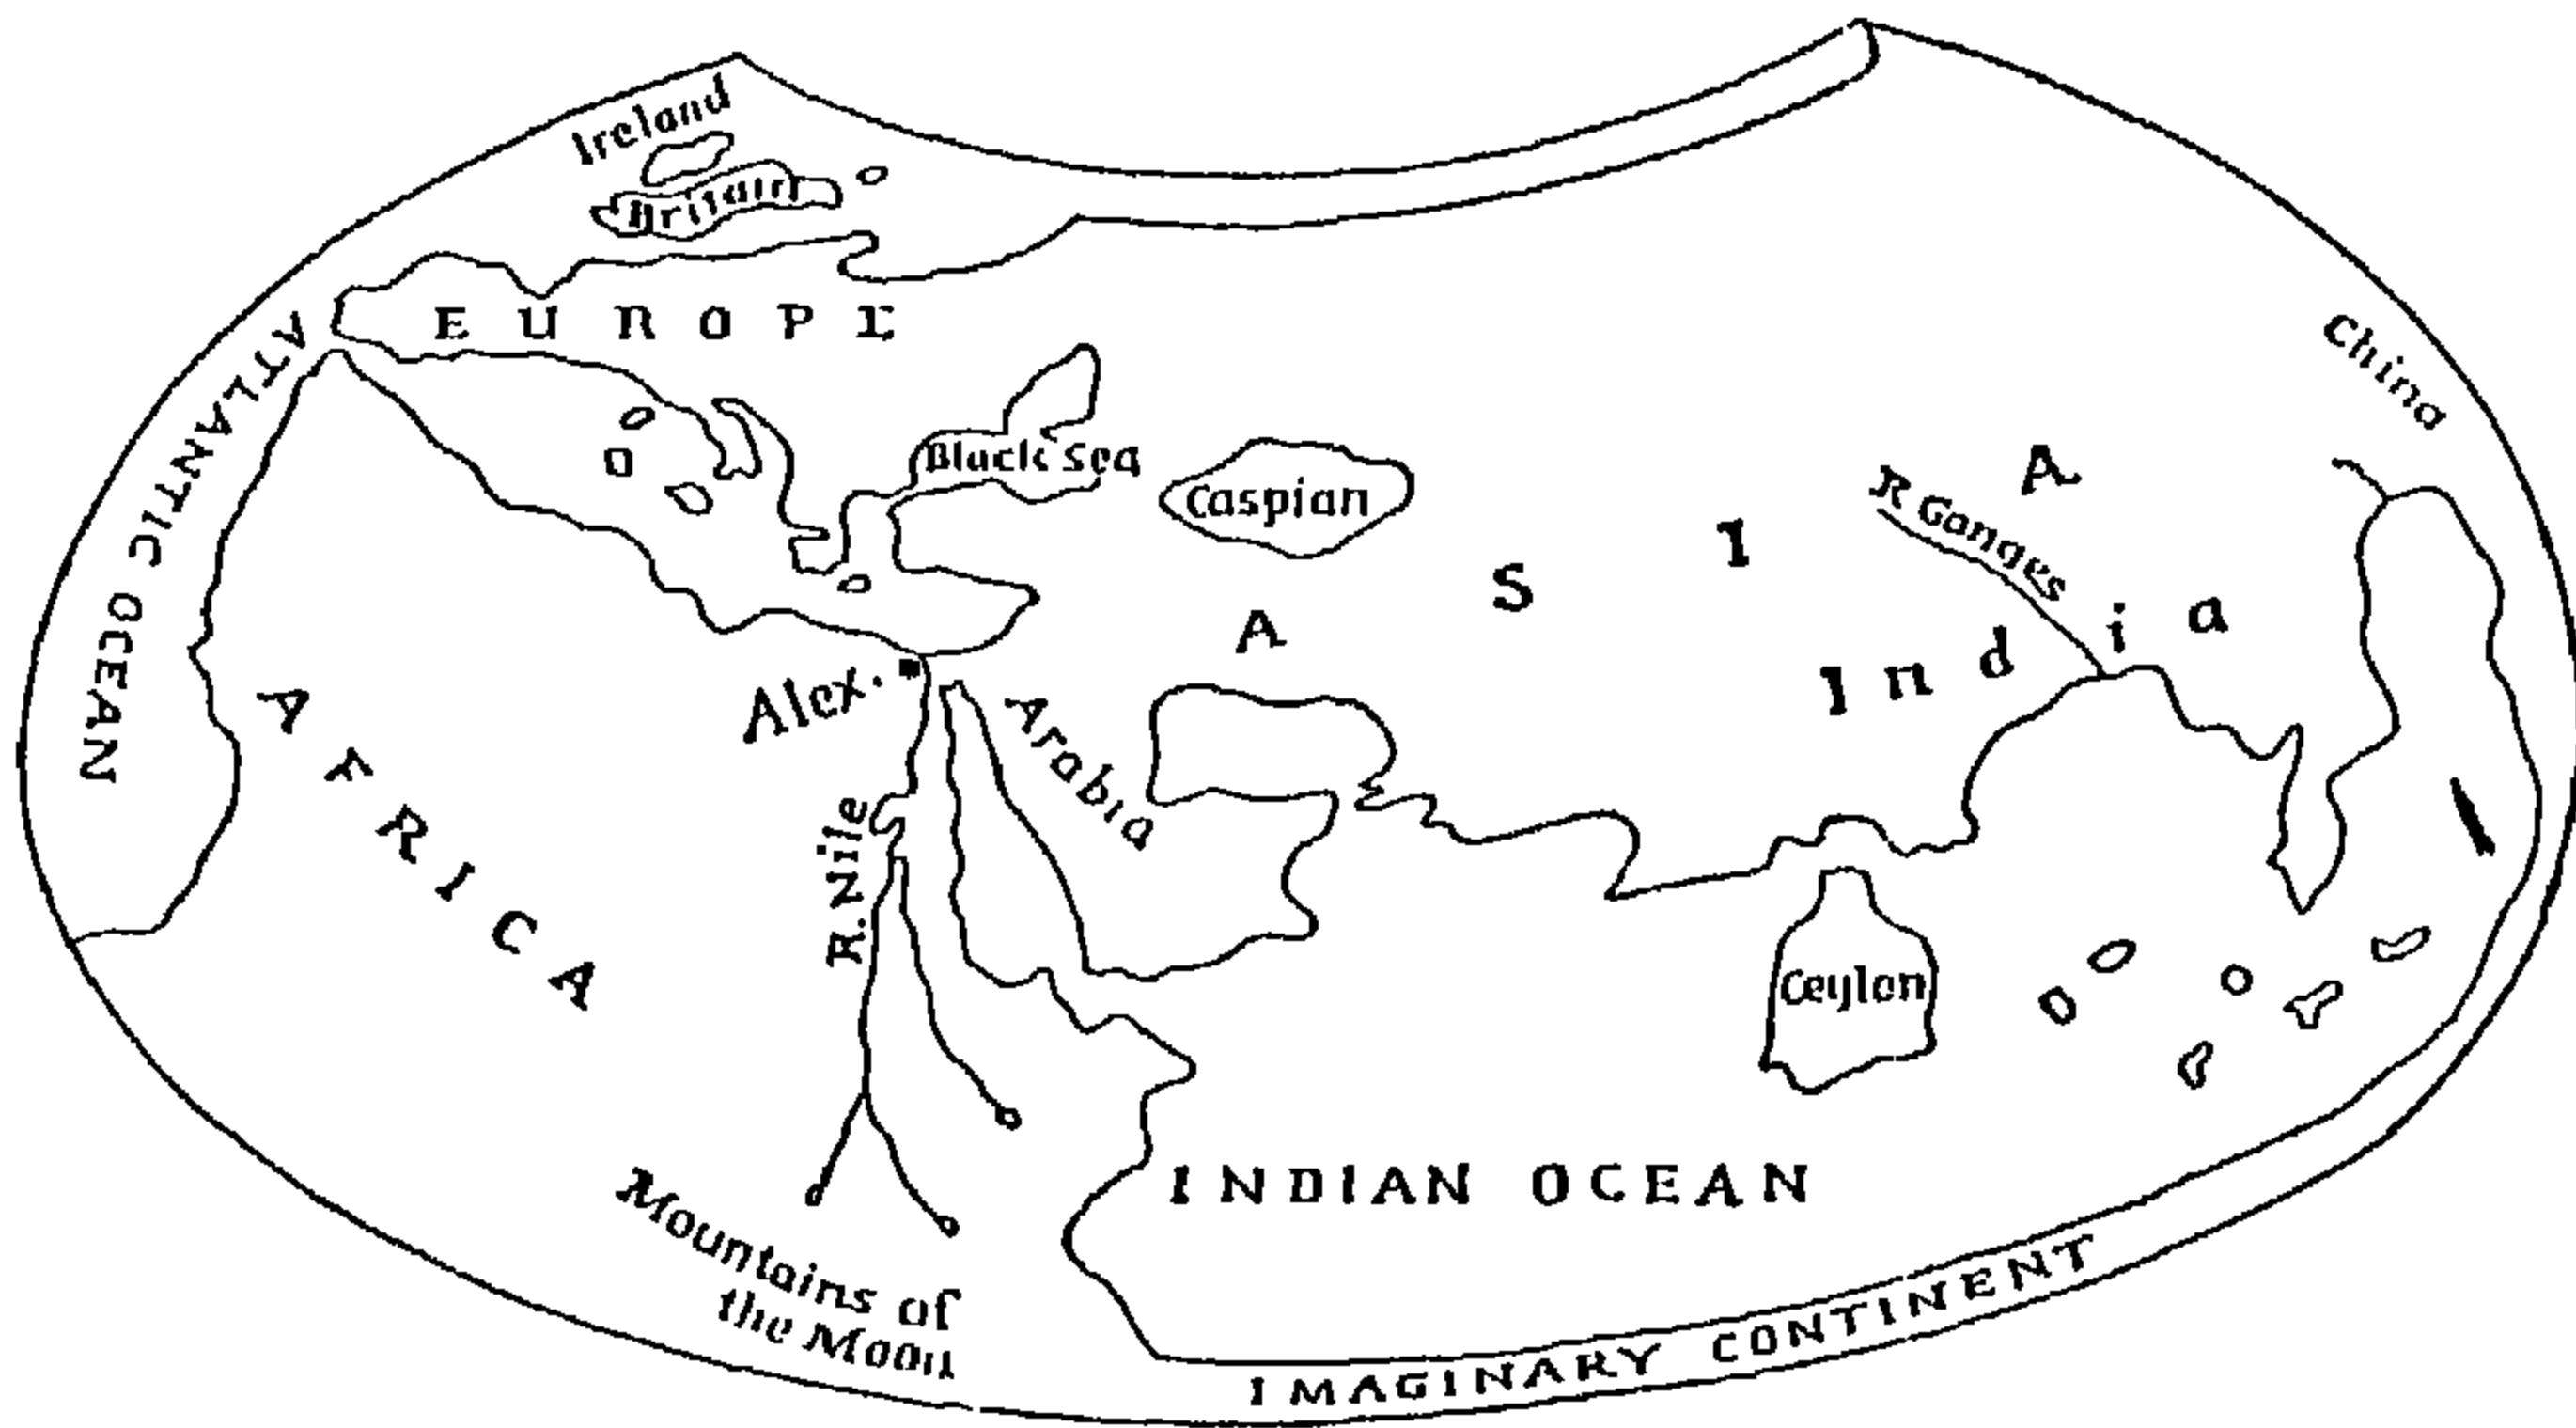 Ireland
Britain
EUROPE
ATLANTIC OCEAN
Black Sea
Caspian
China
R Ganges
ASIA
India
Alex.
Arabia
AFRICA
R. Nile
Ceylon
INDIAN OCEAN
Mountains of
the Moon
IMAGINARY CONTINENT